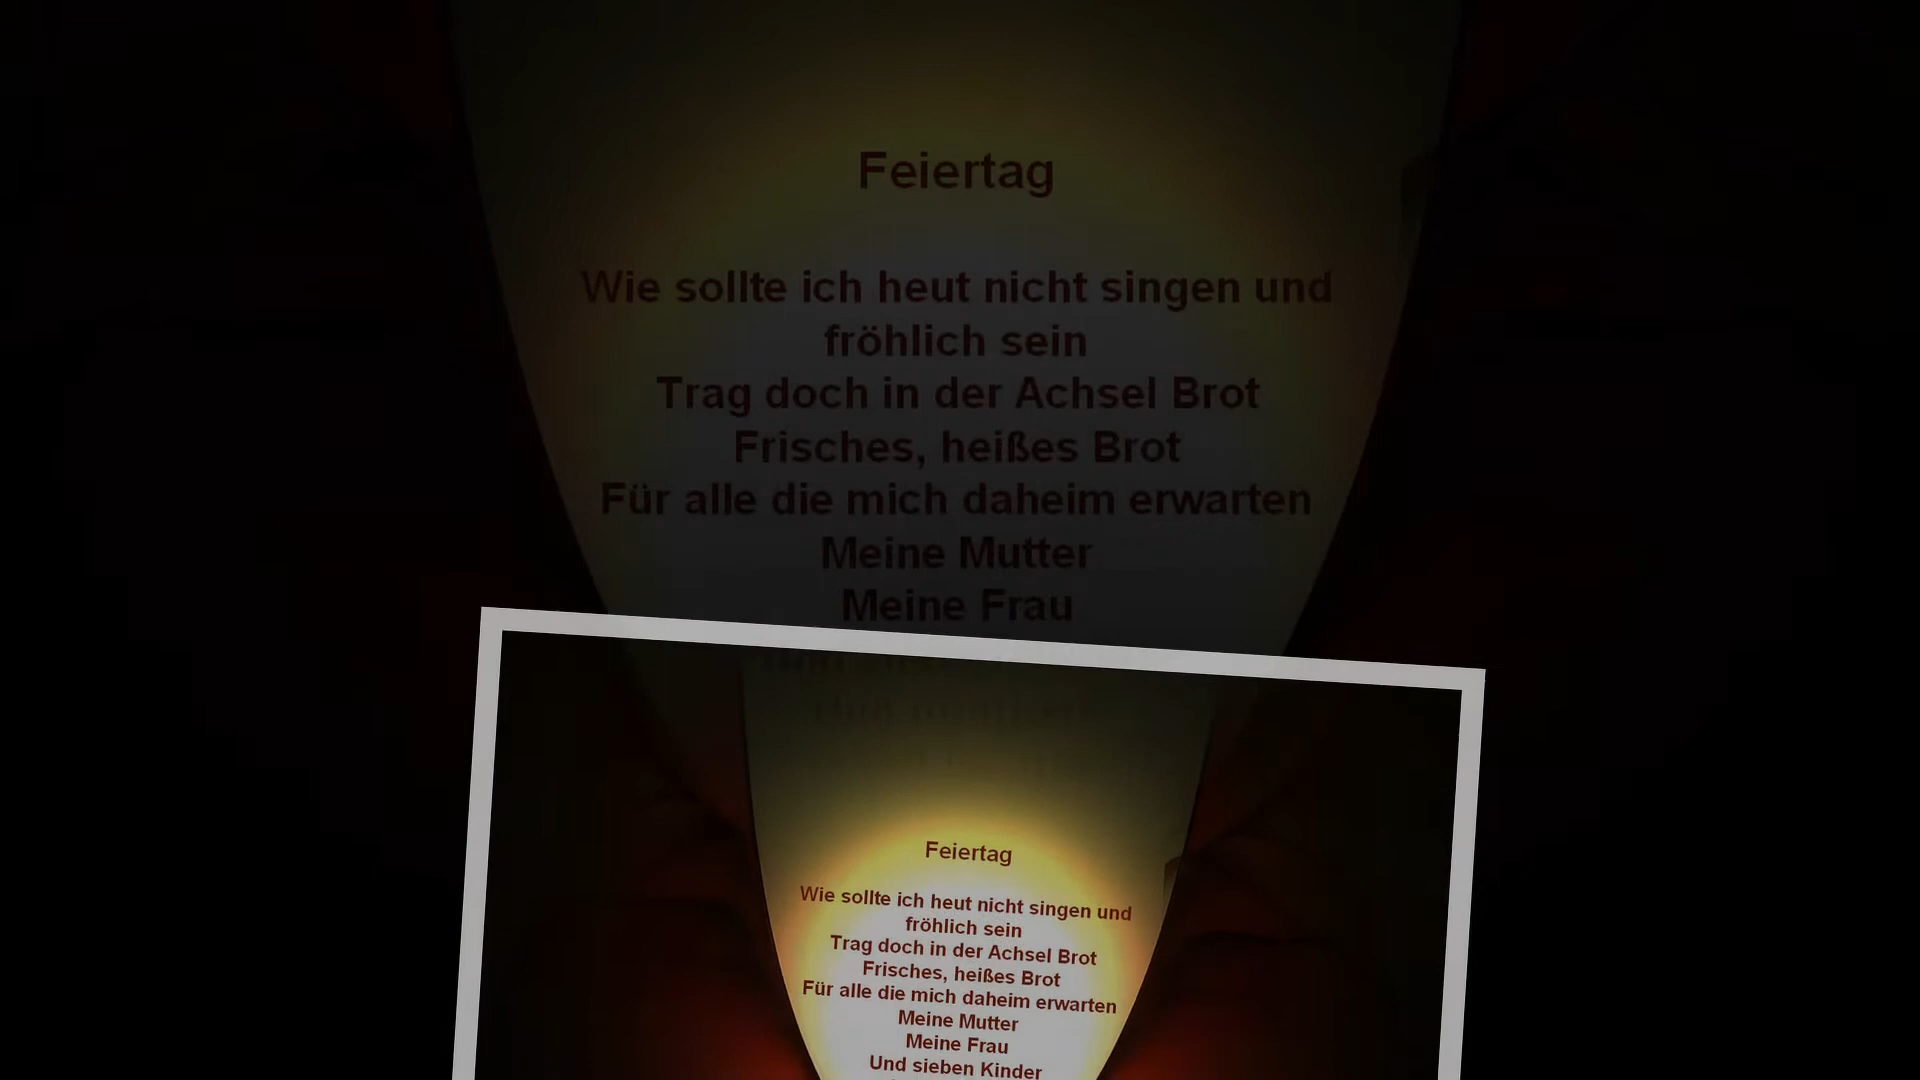 Feiertag
Wie sollte ich heut nicht singen und
fröhlich sein
Trag doch in der Achsel Brot
Frisches, heißes Brot
Für alle die mich daheim erwarten
Meine Mutter
Meine Frau
Feiertag
Wie sollte ich heut nicht singen und
fröhlich sein
Trag doch in der Achsel Brot
Frisches, heißes Brot
Für alle die mich daheim erwarten
Meine Mutter
Meine Frau
Und sieben Kinder